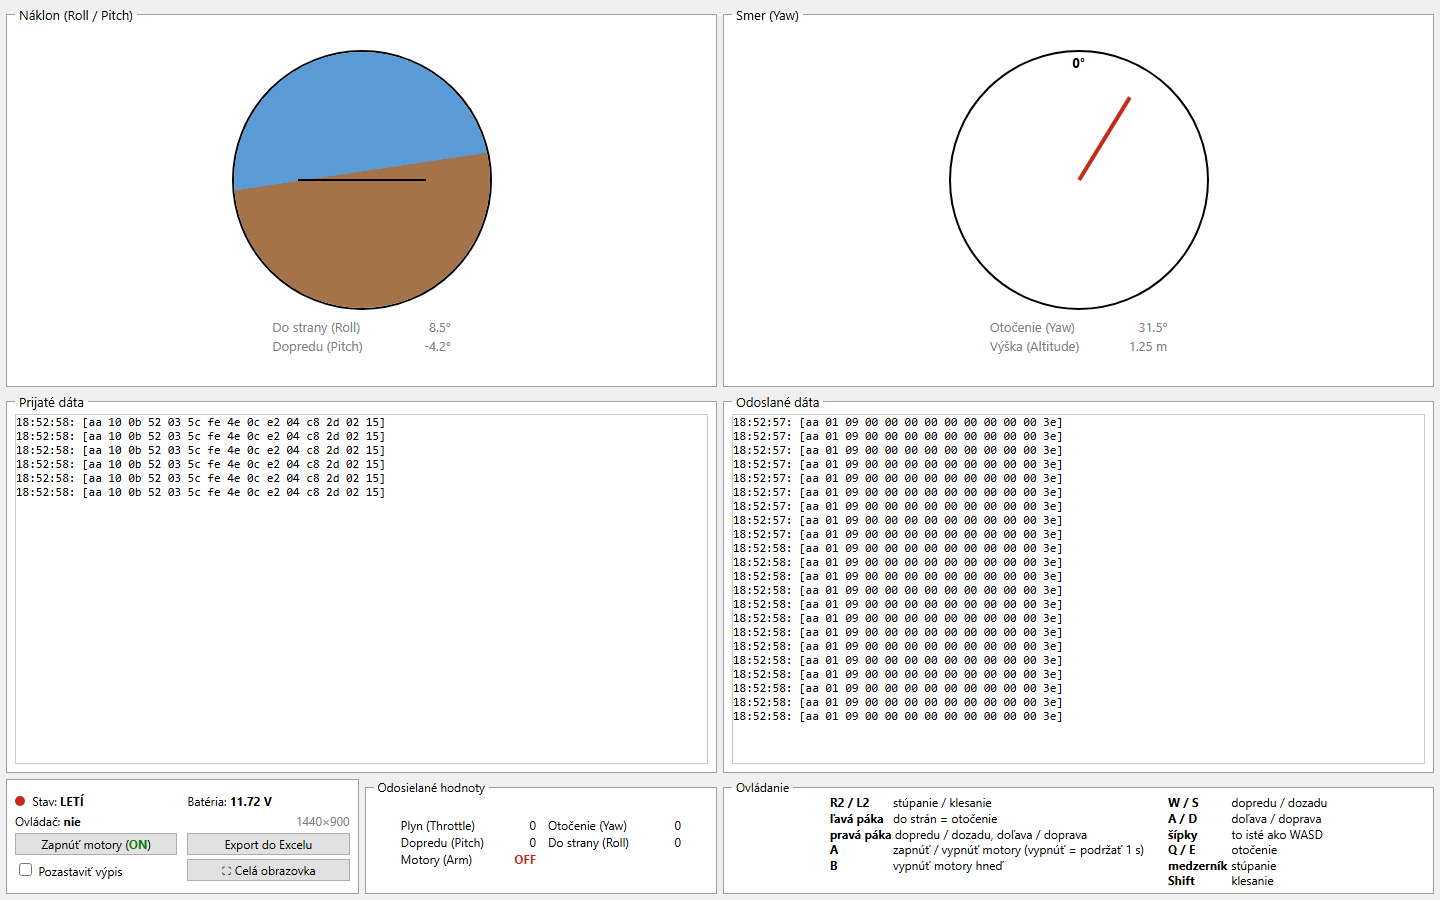 Náklon (Roll / Pitch)
Do strany (Roll) 8.5°
Dopredu (Pitch) -4.2°
Smer (Yaw)
0°
Otočenie (Yaw) 31.5°
Výška (Altitude) 1.25 m
Prijaté dáta
18:52:58: [aa 10 0b 52 03 5c fe 4e 0c e2 04 c8 2d 02 15]
18:52:58: [aa 10 0b 52 03 5c fe 4e 0c e2 04 c8 2d 02 15]
18:52:58: [aa 10 0b 52 03 5c fe 4e 0c e2 04 c8 2d 02 15]
18:52:58: [aa 10 0b 52 03 5c fe 4e 0c e2 04 c8 2d 02 15]
18:52:58: [aa 10 0b 52 03 5c fe 4e 0c e2 04 c8 2d 02 15]
18:52:58: [aa 10 0b 52 03 5c fe 4e 0c e2 04 c8 2d 02 15]
Odoslané dáta
18:52:57: [aa 01 09 00 00 00 00 00 00 00 00 00 3e]
18:52:57: [aa 01 09 00 00 00 00 00 00 00 00 00 3e]
18:52:57: [aa 01 09 00 00 00 00 00 00 00 00 00 3e]
18:52:57: [aa 01 09 00 00 00 00 00 00 00 00 00 3e]
18:52:57: [aa 01 09 00 00 00 00 00 00 00 00 00 3e]
18:52:57: [aa 01 09 00 00 00 00 00 00 00 00 00 3e]
18:52:57: [aa 01 09 00 00 00 00 00 00 00 00 00 3e]
18:52:57: [aa 01 09 00 00 00 00 00 00 00 00 00 3e]
18:52:57: [aa 01 09 00 00 00 00 00 00 00 00 00 3e]
18:52:58: [aa 01 09 00 00 00 00 00 00 00 00 00 3e]
18:52:58: [aa 01 09 00 00 00 00 00 00 00 00 00 3e]
18:52:58: [aa 01 09 00 00 00 00 00 00 00 00 00 3e]
18:52:58: [aa 01 09 00 00 00 00 00 00 00 00 00 3e]
18:52:58: [aa 01 09 00 00 00 00 00 00 00 00 00 3e]
18:52:58: [aa 01 09 00 00 00 00 00 00 00 00 00 3e]
18:52:58: [aa 01 09 00 00 00 00 00 00 00 00 00 3e]
18:52:58: [aa 01 09 00 00 00 00 00 00 00 00 00 3e]
18:52:58: [aa 01 09 00 00 00 00 00 00 00 00 00 3e]
18:52:58: [aa 01 09 00 00 00 00 00 00 00 00 00 3e]
18:52:58: [aa 01 09 00 00 00 00 00 00 00 00 00 3e]
18:52:58: [aa 01 09 00 00 00 00 00 00 00 00 00 3e]
18:52:58: [aa 01 09 00 00 00 00 00 00 00 00 00 3e]
Stav: LETÍ Batéria: 11.72 V
Ovládač: nie 1440×900
Zapnúť motory (ON) Export do Excelu
Pozastaviť výpis Celá obrazovka
Odosielané hodnoty
Plyn (Throttle) 0 Otočenie (Yaw) 0
Dopredu (Pitch) 0 Do strany (Roll) 0
Motory (Arm) OFF
Ovládanie
R2 / L2 stúpanie / klesanie
ľavá páka do strán = otočenie
pravá páka dopredu / dozadu, doľava / doprava
A zapnúť / vypnúť motory (vypnúť = podržať 1 s)
B vypnúť motory hneď
W / S dopredu / dozadu
A / D doľava / doprava
šípky to isté ako WASD
Q / E otočenie
medzerník stúpanie
Shift klesanie